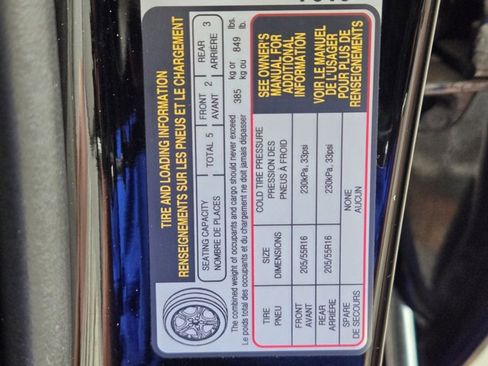 TIRE AND LOADING INFORMATION
RENSEIGNEMENTS SUR LES PNEUS ET LE CHARGEMENT
SEATING CAPACITY
NOMBRE DE PLACES
TOTAL 5
FRONT 2
AVANT
REAR 3
ARRIÈRE
The combined weight of occupants and cargo should never exceed 385 kg or 849 lbs.
Le poids total des occupants et du chargement ne doit jamais dépasser kg ou lb.
TIRE SIZE COLD TIRE PRESSURE
PNEU DIMENSIONS PRESSION DES PNEUS À FROID
FRONT
AVANT
205/55R16 230kPa, 33psi
REAR
ARRIÈRE
205/55R16 230kPa, 33psi
SPARE
DE SECOURS
NONE
AUCUN
SEE OWNER'S
MANUAL FOR
ADDITIONAL
INFORMATION
VOIR LE MANUEL
DE L'USAGER
POUR PLUS DE
RENSEIGNEMENTS